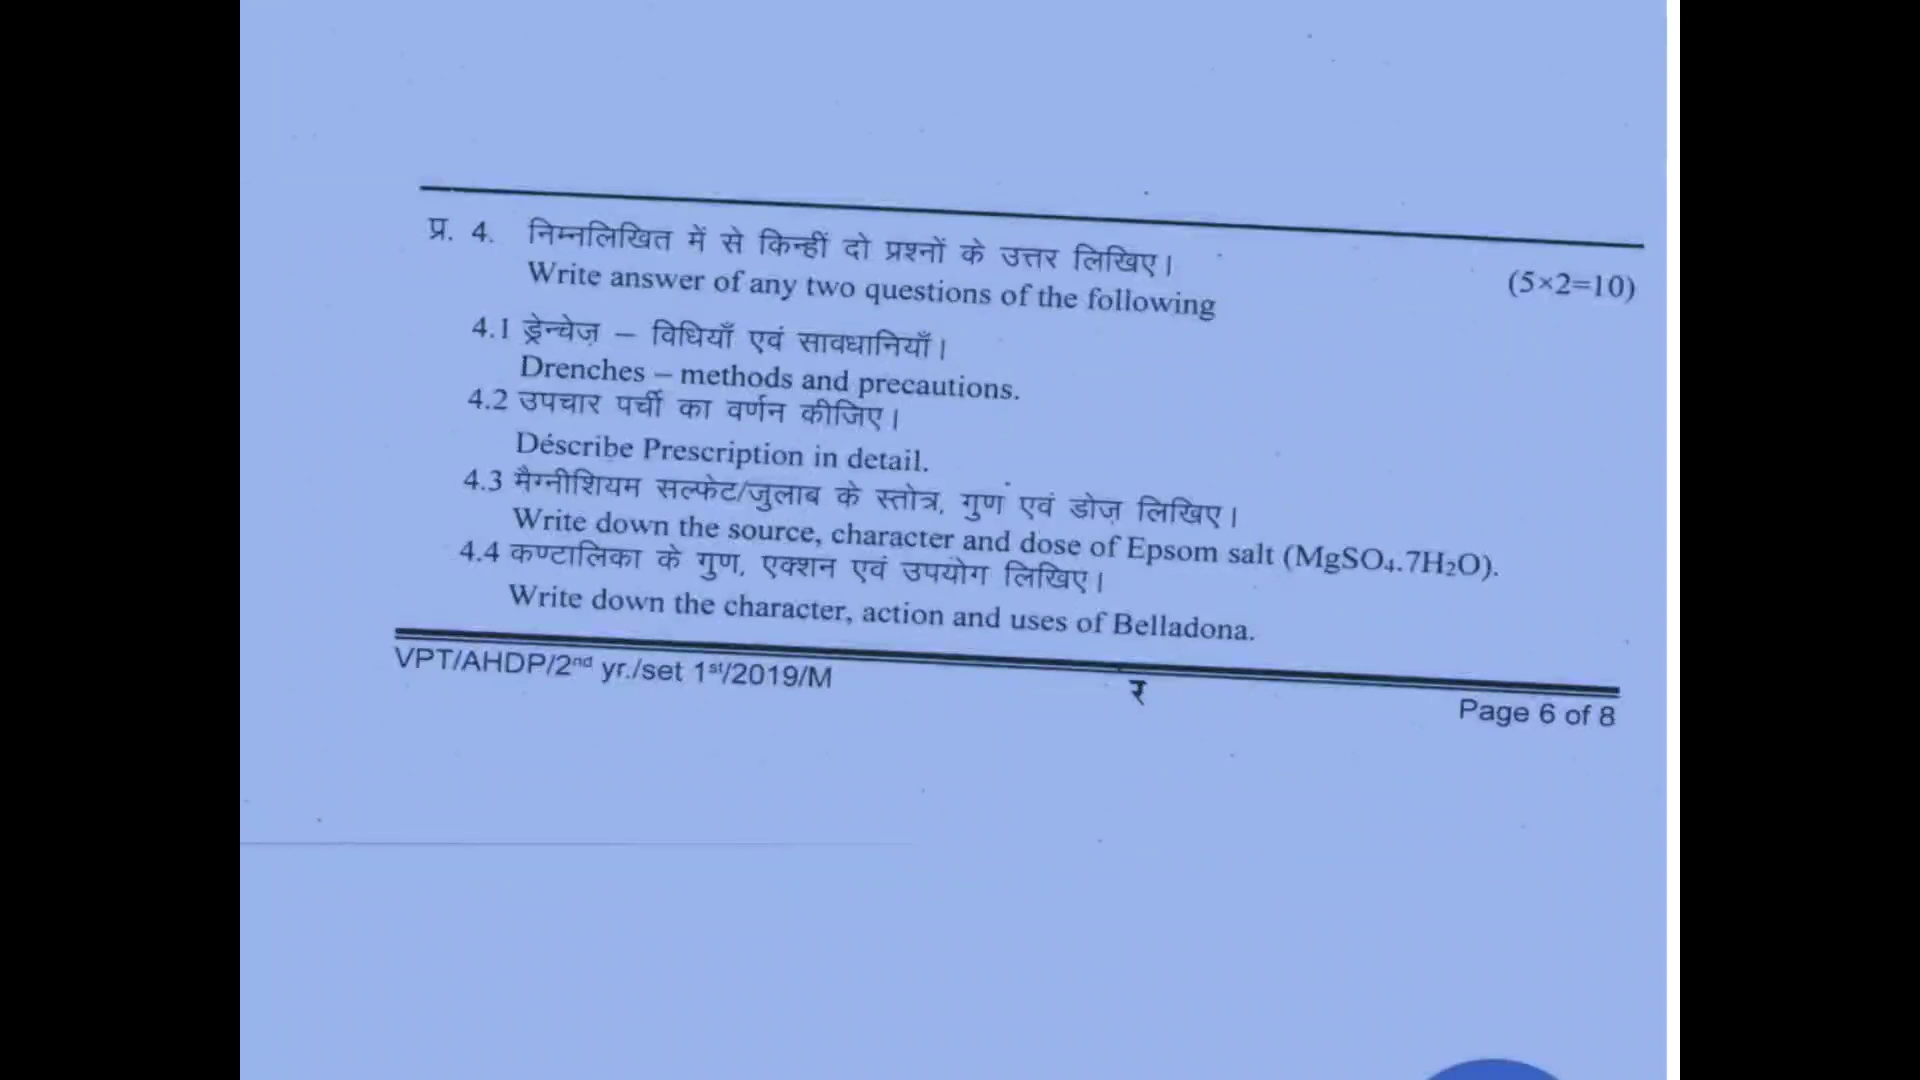 प्र. 4. निम्नलिखित में से किन्हीं दो प्रश्नों के उत्तर लिखिए।
Write answer of any two questions of the following (5×2=10)
4.1 ड्रेन्चेज़ – विधियाँ एवं सावधानियाँ।
Drenches – methods and precautions.
4.2 उपचार पर्ची का वर्णन कीजिए।
Déscribe Prescription in detail.
4.3 मैग्नीशियम सल्फेट/जुलाब के स्तोत्र, गुण एवं डोज़ लिखिए।
Write down the source, character and dose of Epsom salt (MgSO₄.7H₂O).
4.4 कण्टालिका के गुण, एक्शन एवं उपयोग लिखिए।
Write down the character, action and uses of Belladona.
VPT/AHDP/2ⁿᵈ yr./set 1ˢᵗ/2019/M र Page 6 of 8